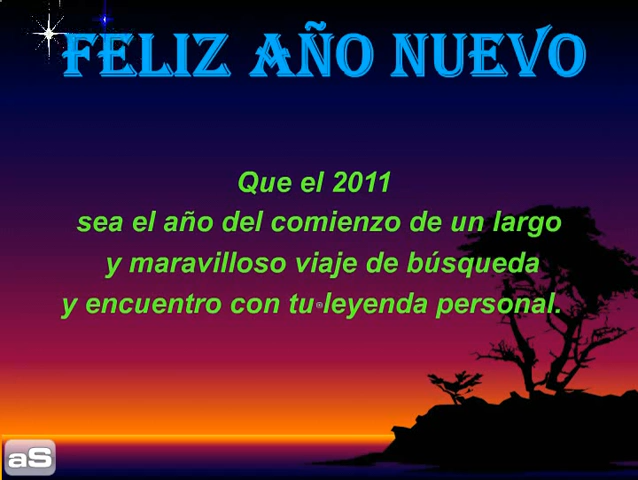 FELIZ AÑO NUEVO
Que el 2011
sea el año del comienzo de un largo
y maravilloso viaje de búsqueda
y encuentro con tu leyenda personal.
aS